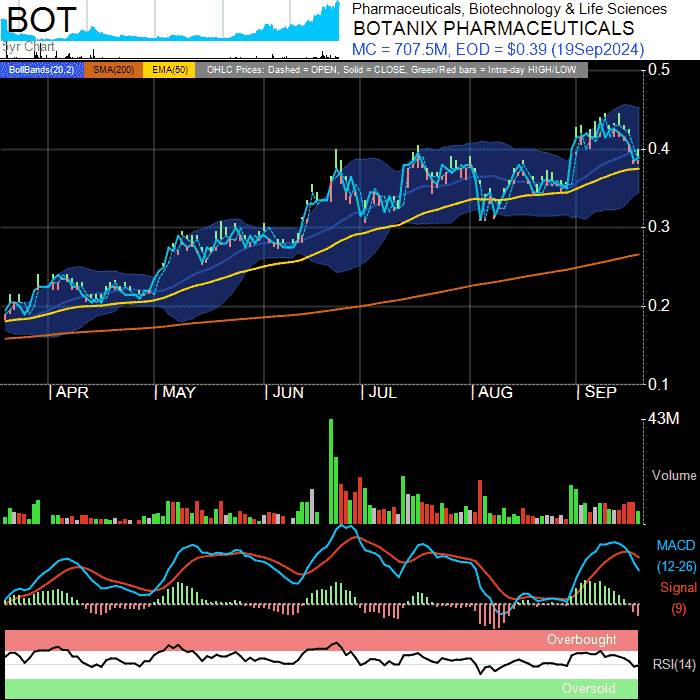 BOT
5yr Chart
Pharmaceuticals, Biotechnology & Life Sciences
BOTANIX PHARMACEUTICALS
MC = 707.5M, EOD = $0.39 (19Sep2024)
BollBands(20,2) SMA(200) EMA(50) OHLC Prices: Dashed = OPEN, Solid = CLOSE, Green/Red bars = Intra-day HIGH/LOW
0.5
0.4
0.3
0.2
0.1
APR MAY JUN JUL AUG SEP
43M
Volume
MACD
(12-26)
Signal
(9)
Overbought
RSI(14)
Oversold